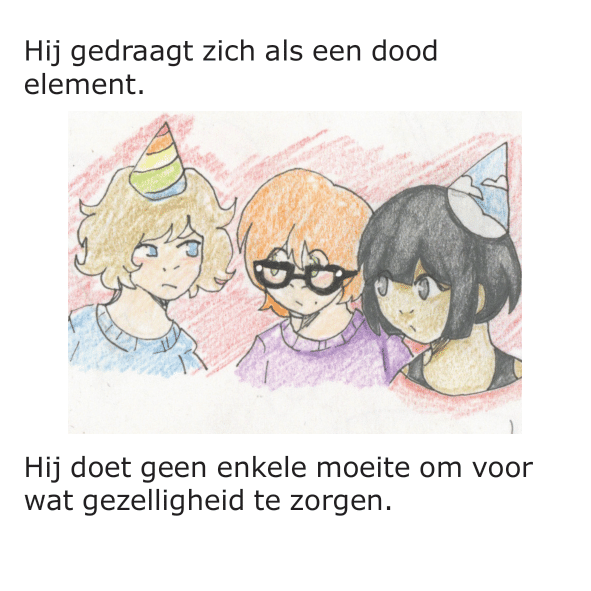 Hij gedraagt zich als een dood
element.
Hij doet geen enkele moeite om voor
wat gezelligheid te zorgen.